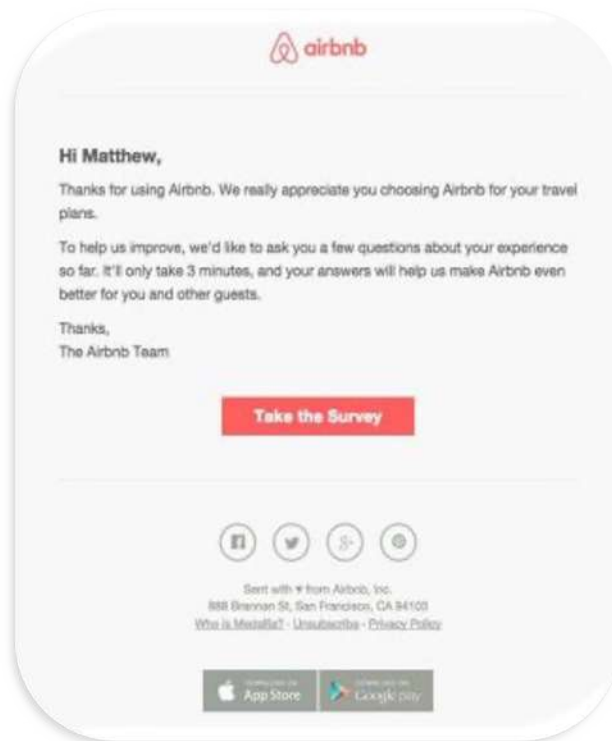 airbnb
Hi Matthew,
Thanks for using Airbnb. We really appreciate you choosing Airbnb for your travel
plans.
To help us improve, we'd like to ask you a few questions about your experience
so far. It'll only take 3 minutes, and your answers will help us make Airbnb even
better for you and other guests.
Thanks,
The Airbnb Team
Take the Survey
Sent with ♥ from Airbnb, Inc.
888 Brannan St, San Francisco, CA 94103
Who is Medallia? - Unsubscribe - Privacy Policy
App Store
Google play